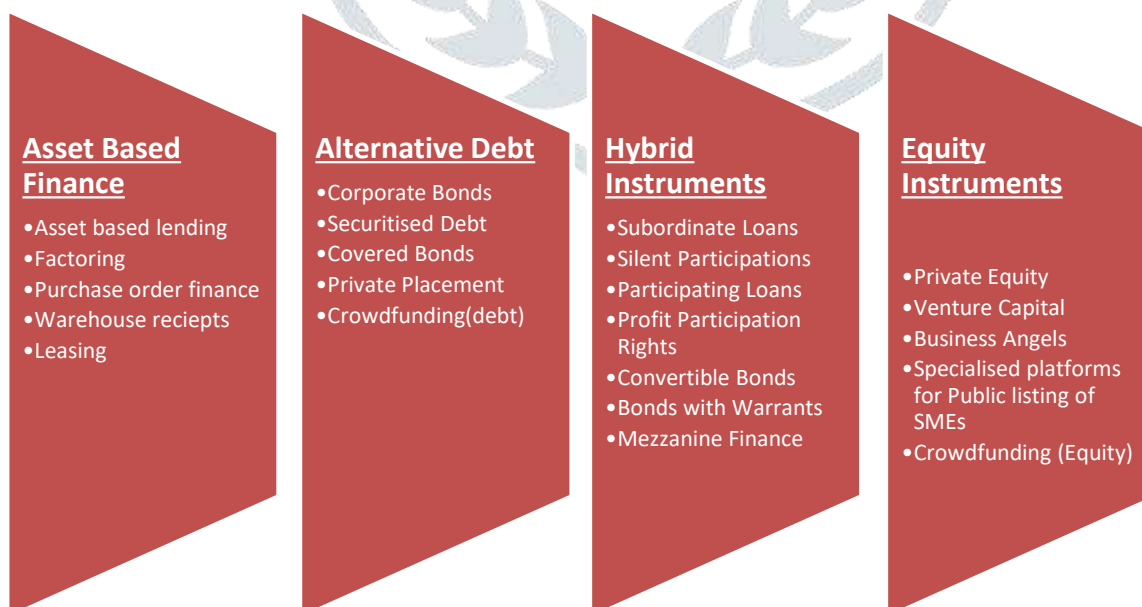 Asset Based
Finance
•Asset based lending
•Factoring
•Purchase order finance
•Warehouse reciepts
•Leasing
Alternative Debt
•Corporate Bonds
•Securitised Debt
•Covered Bonds
•Private Placement
•Crowdfunding(debt)
Hybrid
Instruments
•Subordinate Loans
•Silent Participations
•Participating Loans
•Profit Participation
Rights
•Convertible Bonds
•Bonds with Warrants
•Mezzanine Finance
Equity
Instruments
•Private Equity
•Venture Capital
•Business Angels
•Specialised platforms
for Public listing of
SMEs
•Crowdfunding (Equity)